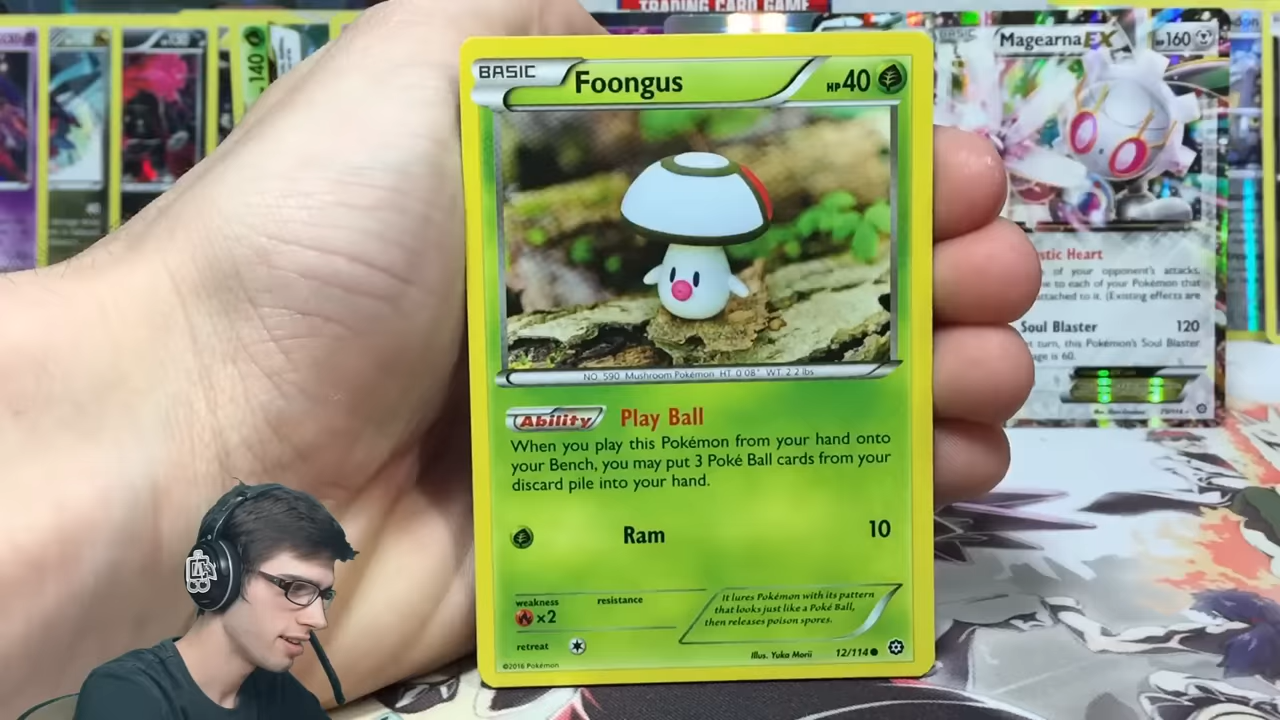 TRADING CARD GAME
BASIC
Foongus
HP 40
NO. 590 Mushroom Pokémon HT. 0'08" WT. 2.2 lbs
Ability Play Ball
When you play this Pokémon from your hand onto
your Bench, you may put 3 Poké Ball cards from your
discard pile into your hand.
Ram 10
weakness
×2
resistance
retreat
It lures Pokémon with its pattern
that looks just like a Poké Ball,
then releases poison spores.
©2016 Pokémon
Illus. Yuka Morii
12/114
140
40
BASIC
Magearna EX
HP 160
stic Heart
of your opponent's attacks,
e to each of your Pokémon that
attached to it. (Existing effects are
Soul Blaster 120
t turn, this Pokémon's Soul Blaster
ge is 60.
don